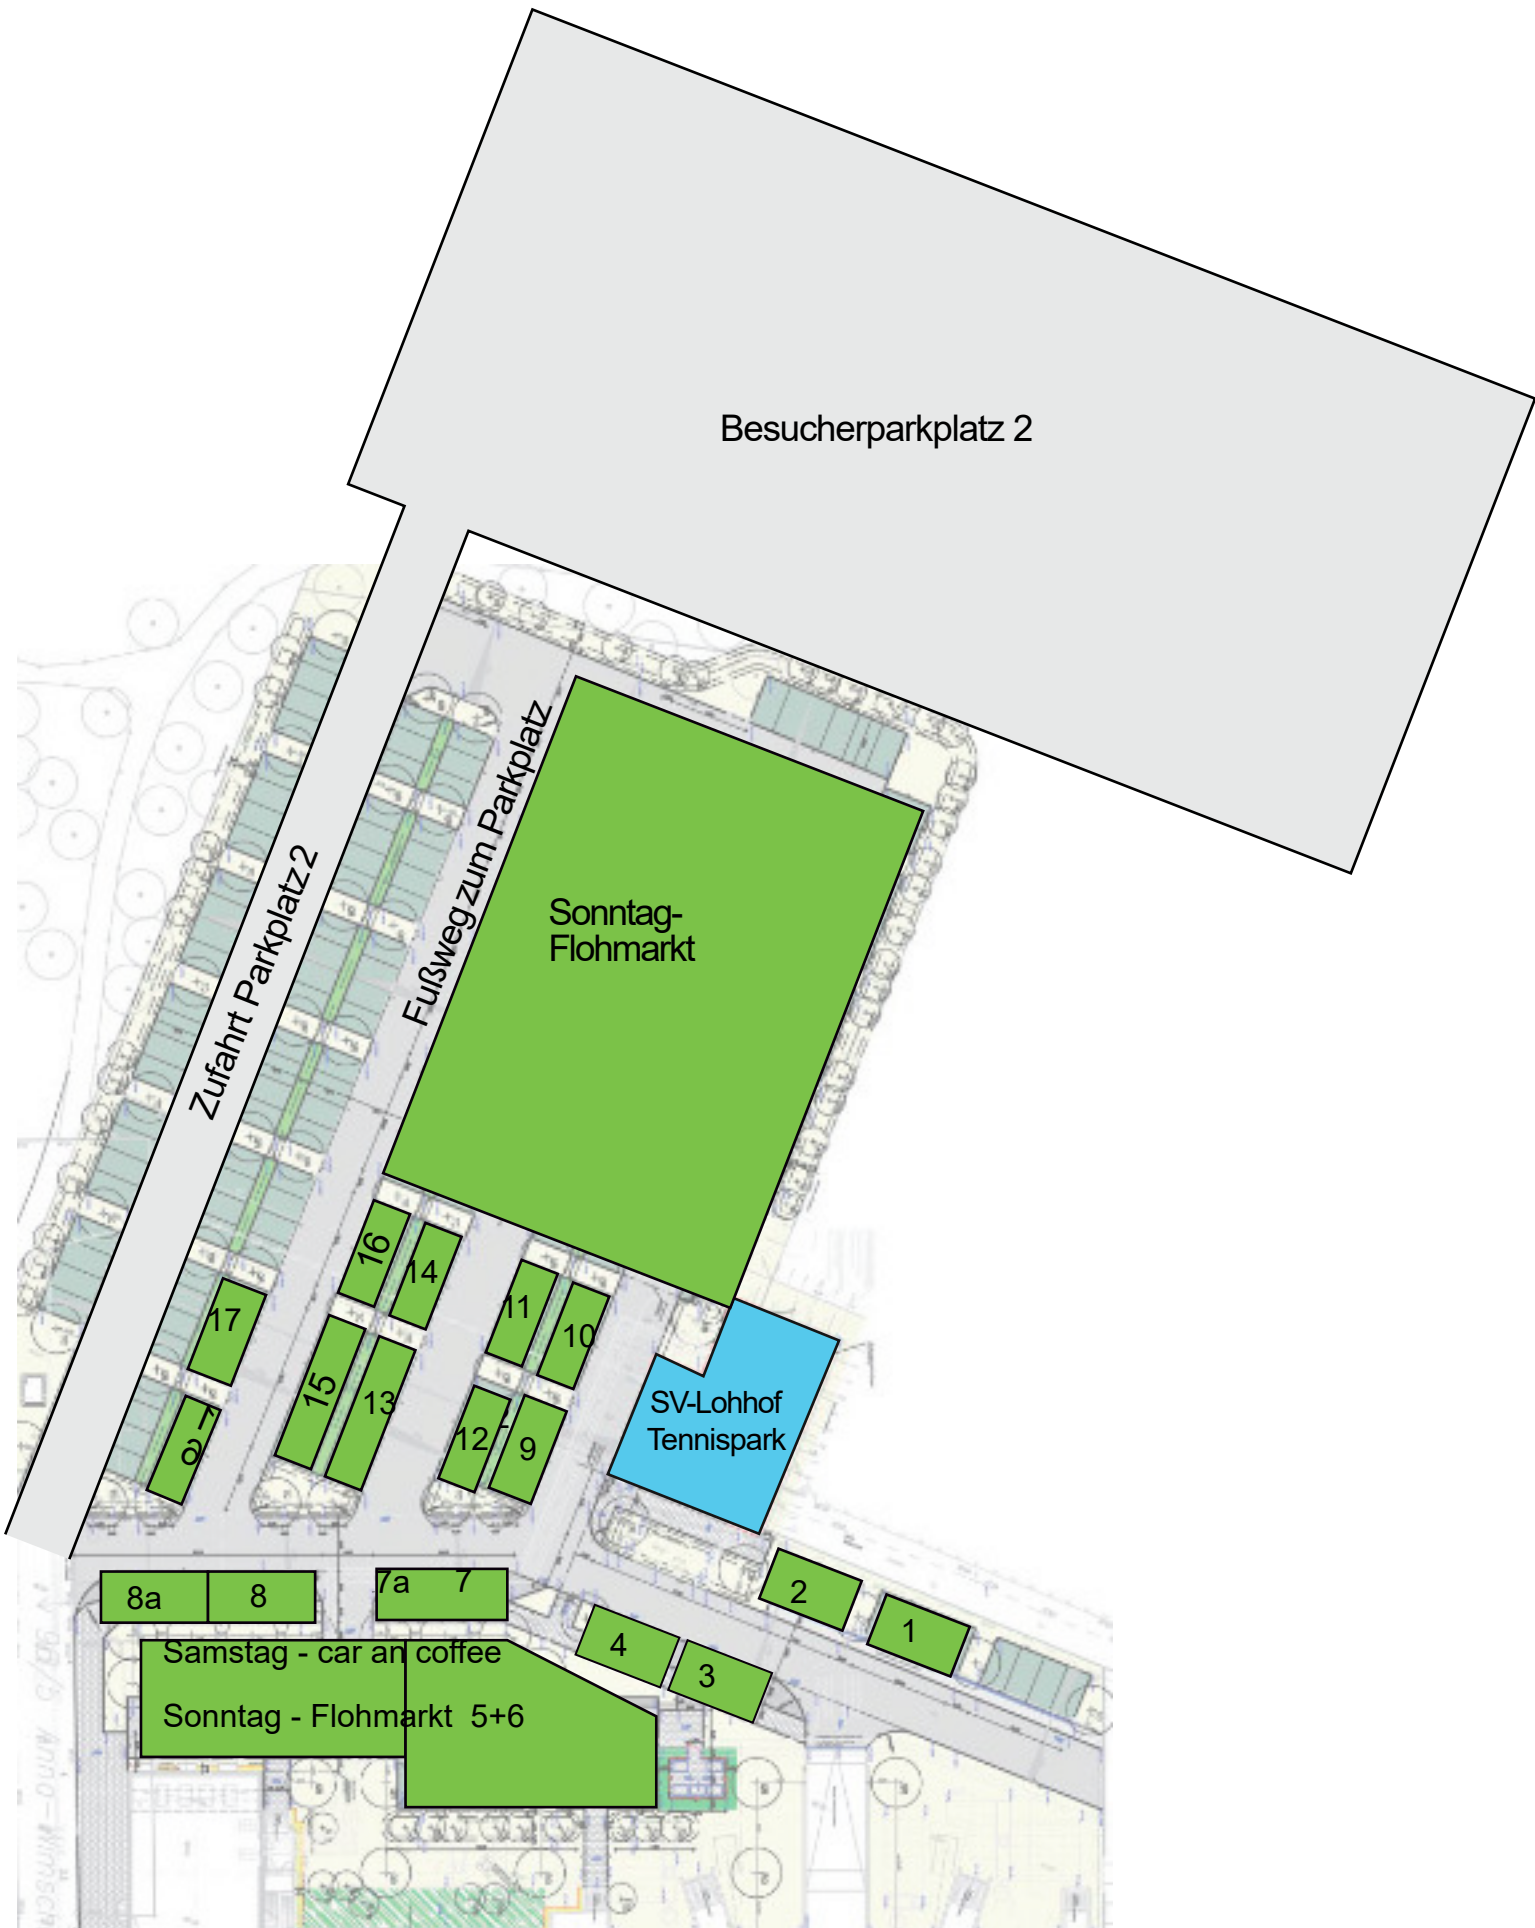 Besucherparkplatz 2
Fußweg zum Parkplatz
Zufahrt Parkplatz 2
Sonntag-
Flohmarkt
16
14
11
10
17
15
13
12
9
SV-Lohhof
Tennispark
8a
8
7a
7
2
1
4
3
Samstag - car an coffee
Sonntag - Flohmarkt 5+6